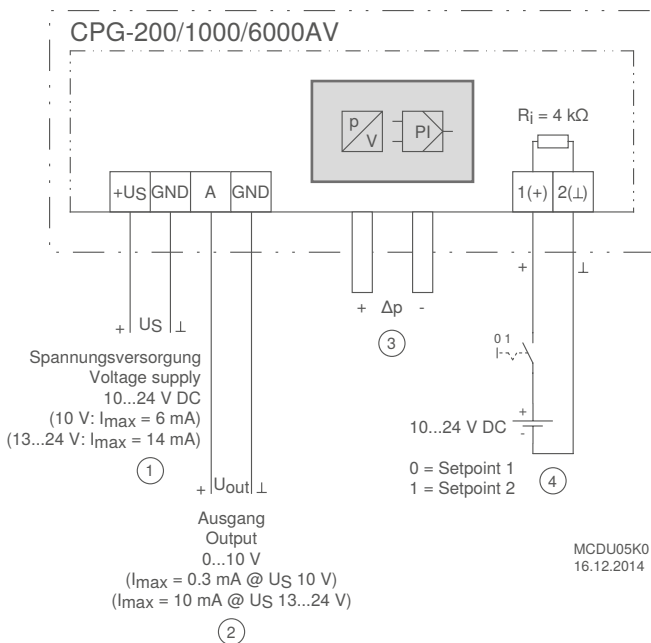 CPG-200/1000/6000AV
p
V
PI
Ri = 4 kΩ
+US GND A GND
1(+) 2(⊥)
+ ⊥
+ US ⊥
+ Δp -
3
Spannungsversorgung
Voltage supply
10...24 V DC
(10 V: Imax = 6 mA)
(13...24 V: Imax = 14 mA)
1
0 1
+
10...24 V DC
-
0 = Setpoint 1
1 = Setpoint 2
4
+ Uout ⊥
Ausgang
Output
0...10 V
(Imax = 0.3 mA @ US 10 V)
(Imax = 10 mA @ US 13...24 V)
2
MCDU05K0
16.12.2014